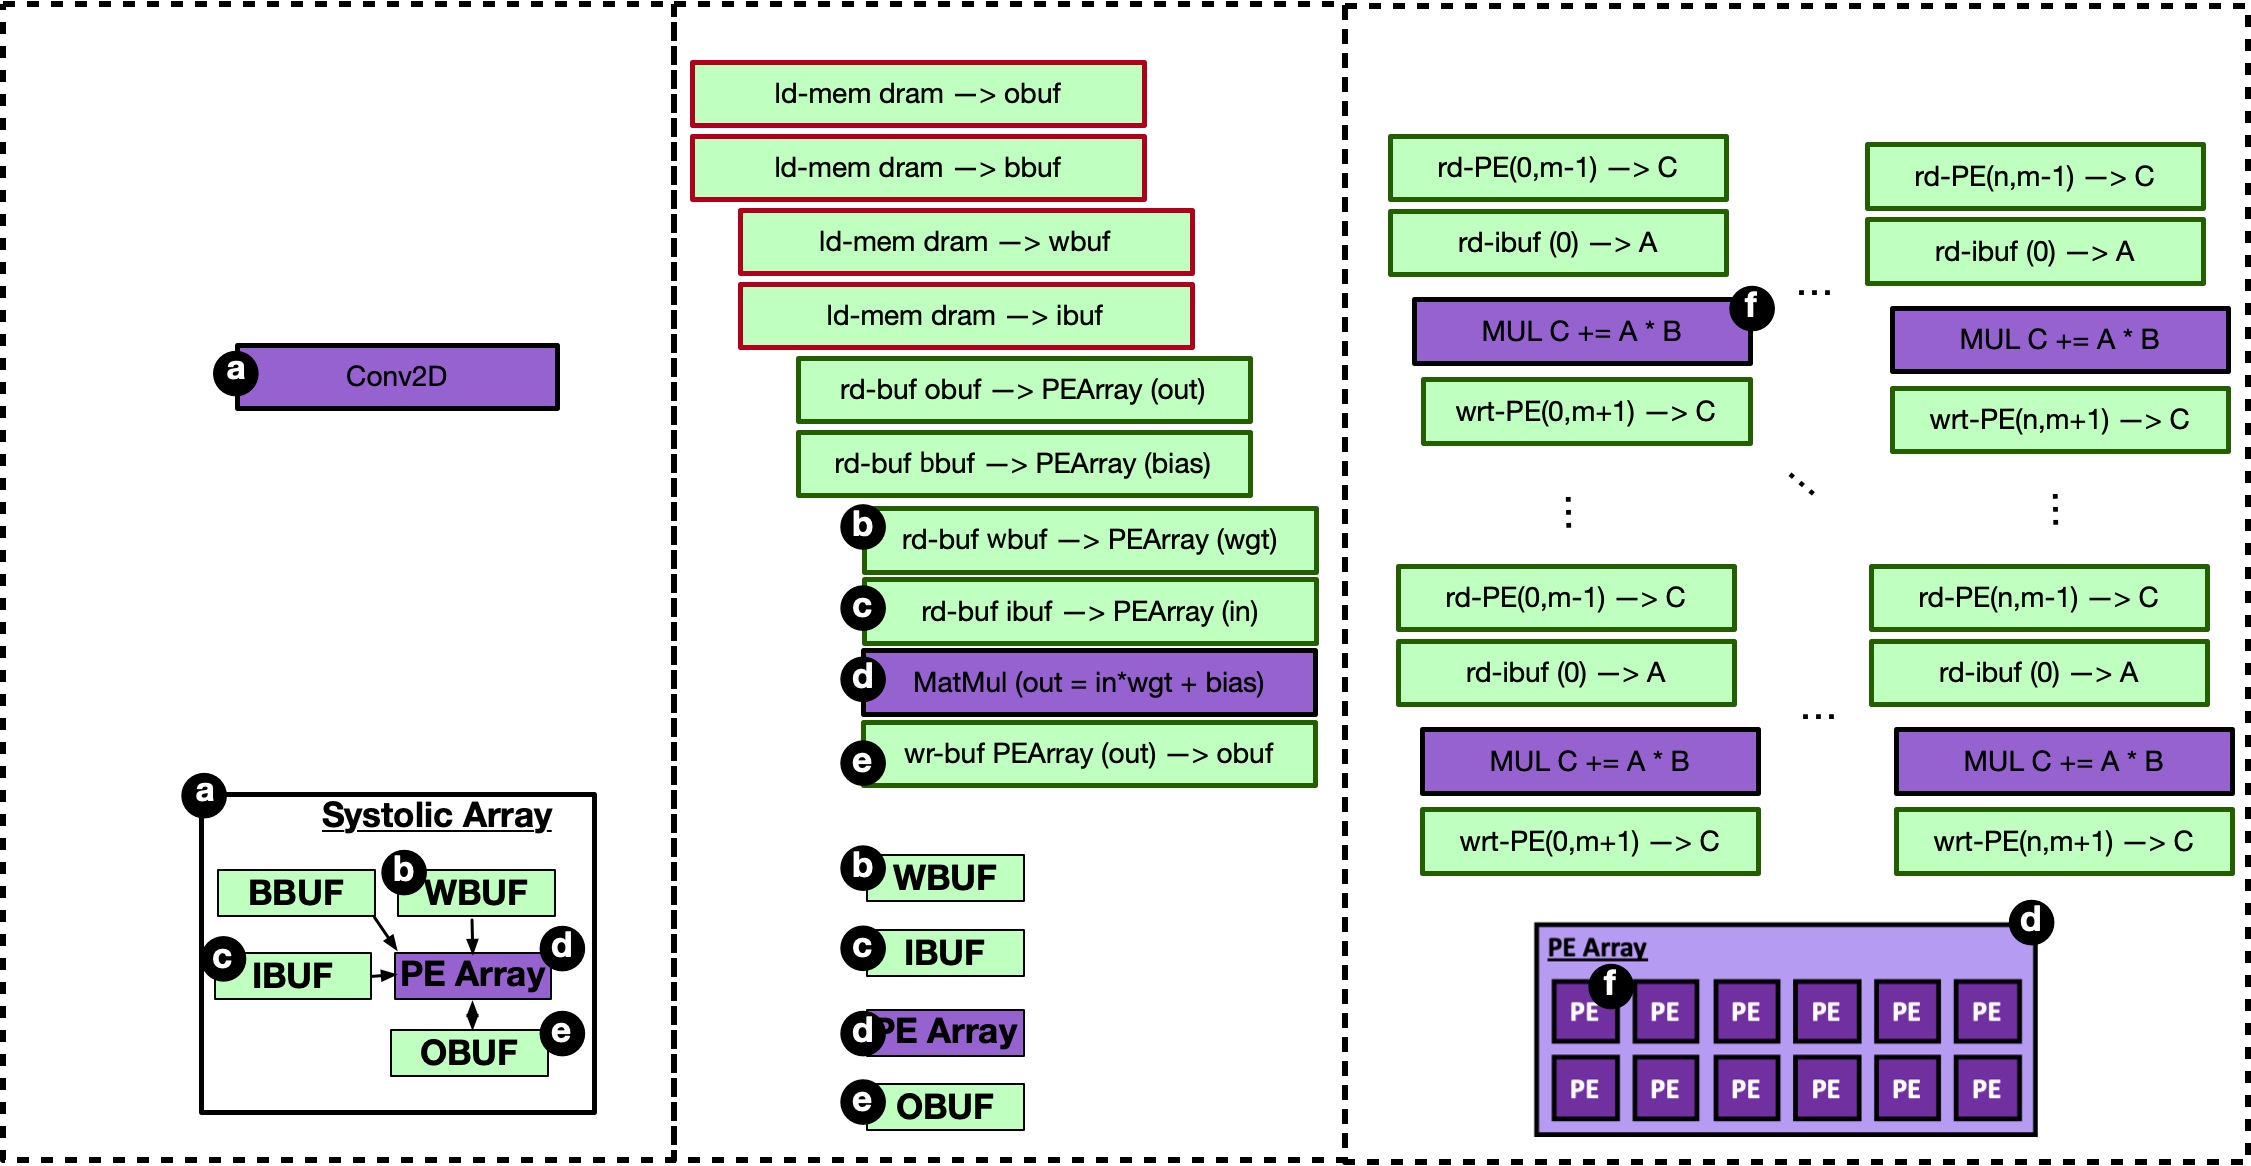 a
Conv2D
a
Systolic Array
BBUF
b
WBUF
c
IBUF
PE Array
d
OBUF
e
ld-mem dram —> obuf
ld-mem dram —> bbuf
ld-mem dram —> wbuf
ld-mem dram —> ibuf
rd-buf obuf —> PEArray (out)
rd-buf bbuf —> PEArray (bias)
b
rd-buf wbuf —> PEArray (wgt)
c
rd-buf ibuf —> PEArray (in)
d
MatMul (out = in*wgt + bias)
e
wr-buf PEArray (out) —> obuf
b
WBUF
c
IBUF
d
PE Array
e
OBUF
rd-PE(0,m-1) —> C
rd-ibuf (0) —> A
MUL C += A * B
f
wrt-PE(0,m+1) —> C
...
rd-PE(n,m-1) —> C
rd-ibuf (0) —> A
MUL C += A * B
wrt-PE(n,m+1) —> C
rd-PE(0,m-1) —> C
rd-ibuf (0) —> A
MUL C += A * B
wrt-PE(0,m+1) —> C
...
rd-PE(n,m-1) —> C
rd-ibuf (0) —> A
MUL C += A * B
wrt-PE(n,m+1) —> C
d
PE Array
f
PE PE PE PE PE PE
PE PE PE PE PE PE